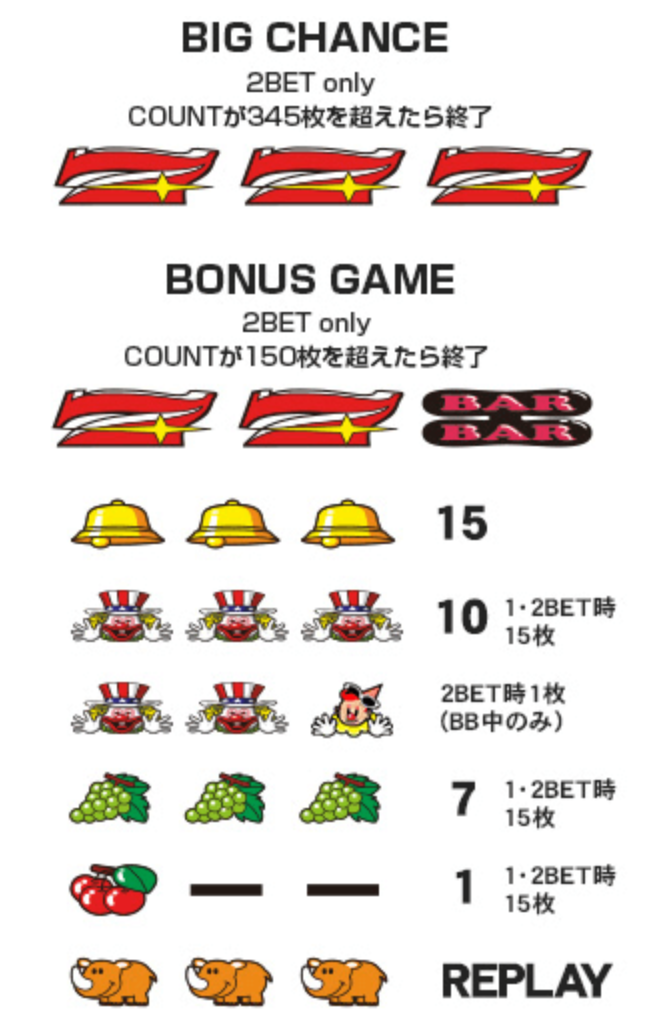 BIG CHANCE
2BET only
COUNTが345枚を超えたら終了
BONUS GAME
2BET only
COUNTが150枚を超えたら終了
BAR
BAR
15
10 1・2BET時
15枚
2BET時1枚
(BB中のみ)
7 1・2BET時
15枚
1 1・2BET時
15枚
REPLAY